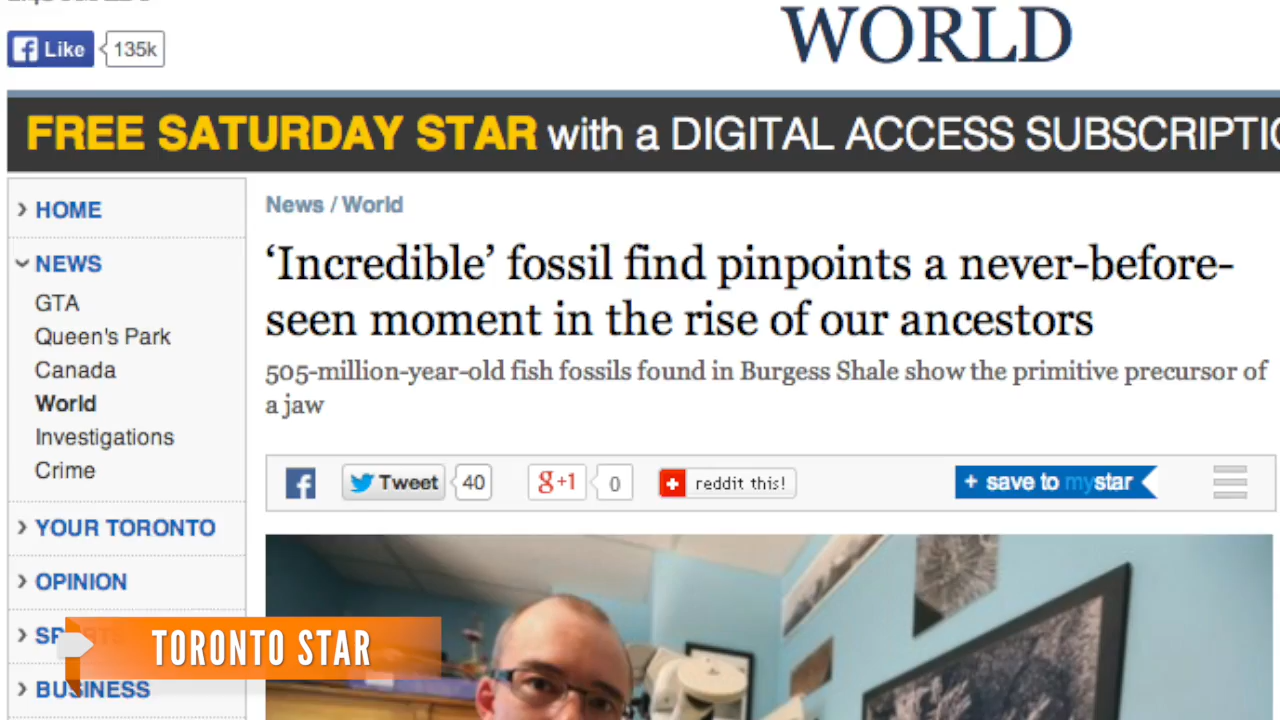 Like
135k
WORLD
FREE SATURDAY STAR with a DIGITAL ACCESS
HOME
NEWS
GTA
Queen's Park
Canada
World
Investigations
Crime
YOUR TORONTO
OPINION
BUSINESS
News / World
‘Incredible’ fossil find pinpoints a never-before-
seen moment in the rise of our ancestors
505-million-year-old fish fossils found in Burgess Shale show the primitive precursor of
a jaw
Tweet
40
g+1
0
reddit this!
+ save to mystar
TORONTO STAR